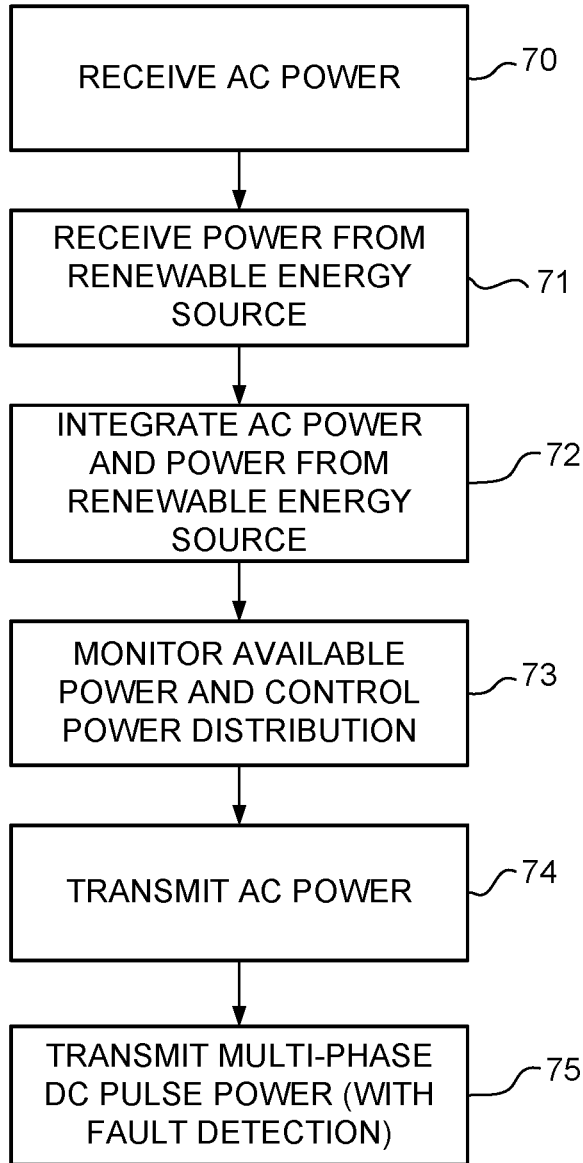 RECEIVE AC POWER
70
RECEIVE POWER FROM
RENEWABLE ENERGY
SOURCE
71
INTEGRATE AC POWER
AND POWER FROM
RENEWABLE ENERGY
SOURCE
72
MONITOR AVAILABLE
POWER AND CONTROL
POWER DISTRIBUTION
73
TRANSMIT AC POWER
74
TRANSMIT MULTI-PHASE
DC PULSE POWER (WITH
FAULT DETECTION)
75